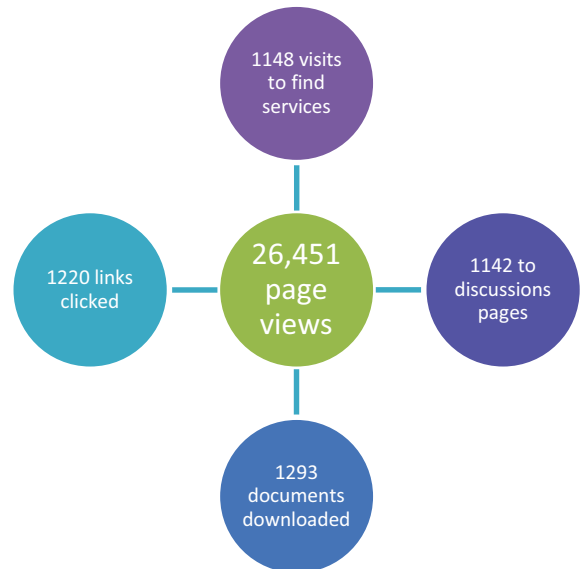 1148 visits
to find
services
1220 links
clicked
26,451
page
views
1142 to
discussions
pages
1293
documents
downloaded